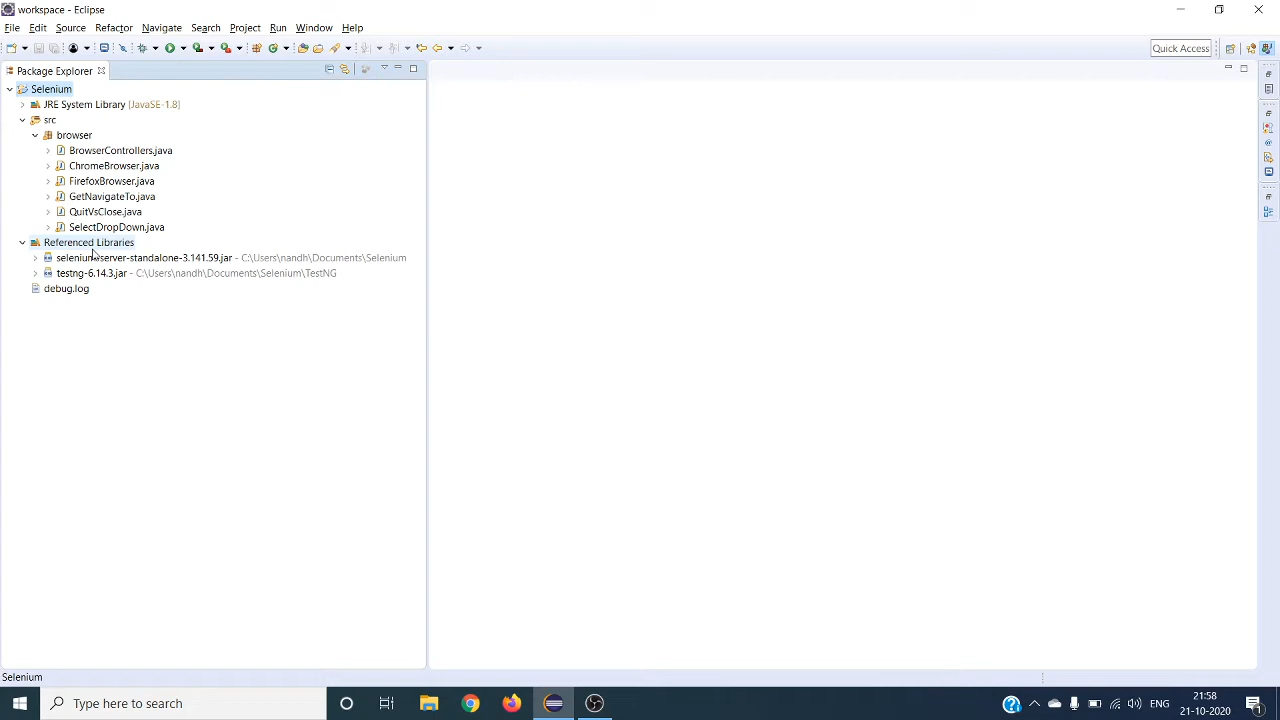 workspace - Eclipse
File Edit Source Refactor Navigate Search Project Run Window Help
Quick Access
Package Explorer
Selenium
JRE System Library [JavaSE-1.8]
src
browser
BrowserControllers.java
ChromeBrowser.java
FirefoxBrowser.java
GetNavigateTo.java
QuitVsClose.java
SelectDropDown.java
Referenced Libraries
selenium-server-standalone-3.141.59.jar - C:\Users\nandh\Documents\Selenium
testng-6.14.3.jar - C:\Users\nandh\Documents\Selenium\TestNG
debug.log
Selenium
Type here to search
ENG
21:58
21-10-2020
1